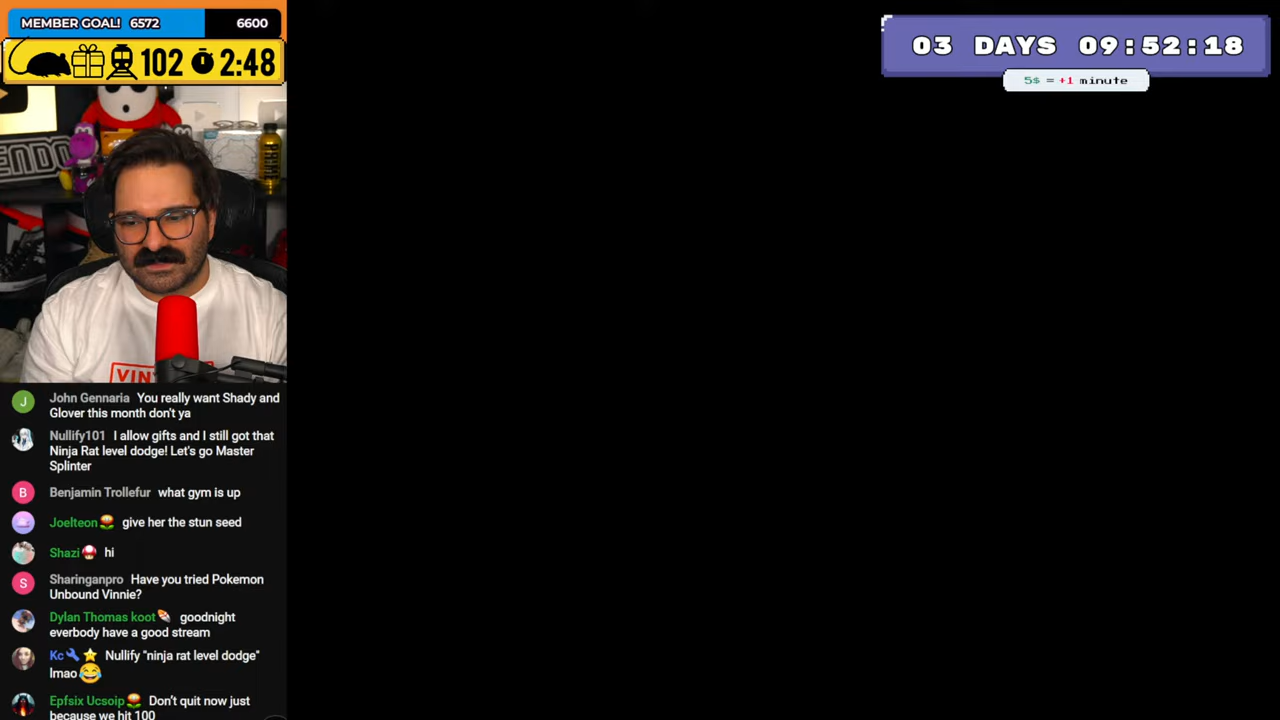 MEMBER GOAL! 6572 6600
102 2:48
03 DAYS 09:52:18
5$ = +1 minute
ENDO
VIN
John Gennaria You really want Shady and
Glover this month don't ya
Nullify101 I allow gifts and I still got that
Ninja Rat level dodge! Let's go Master
Splinter
B Benjamin Trollefur what gym is up
Joelteon give her the stun seed
Shazi hi
S Sharinganpro Have you tried Pokemon
Unbound Vinnie?
Dylan Thomas koot goodnight
everbody have a good stream
Kc Nullify "ninja rat level dodge"
lmao
Epfsix Ucsoip Don't quit now just
because we hit 100